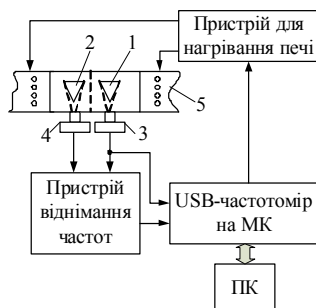 Пристрій для
нагрівання печі
2
1
5
4
3
Пристрій
віднімання
частот
USB-частотомір
на МК
ПК